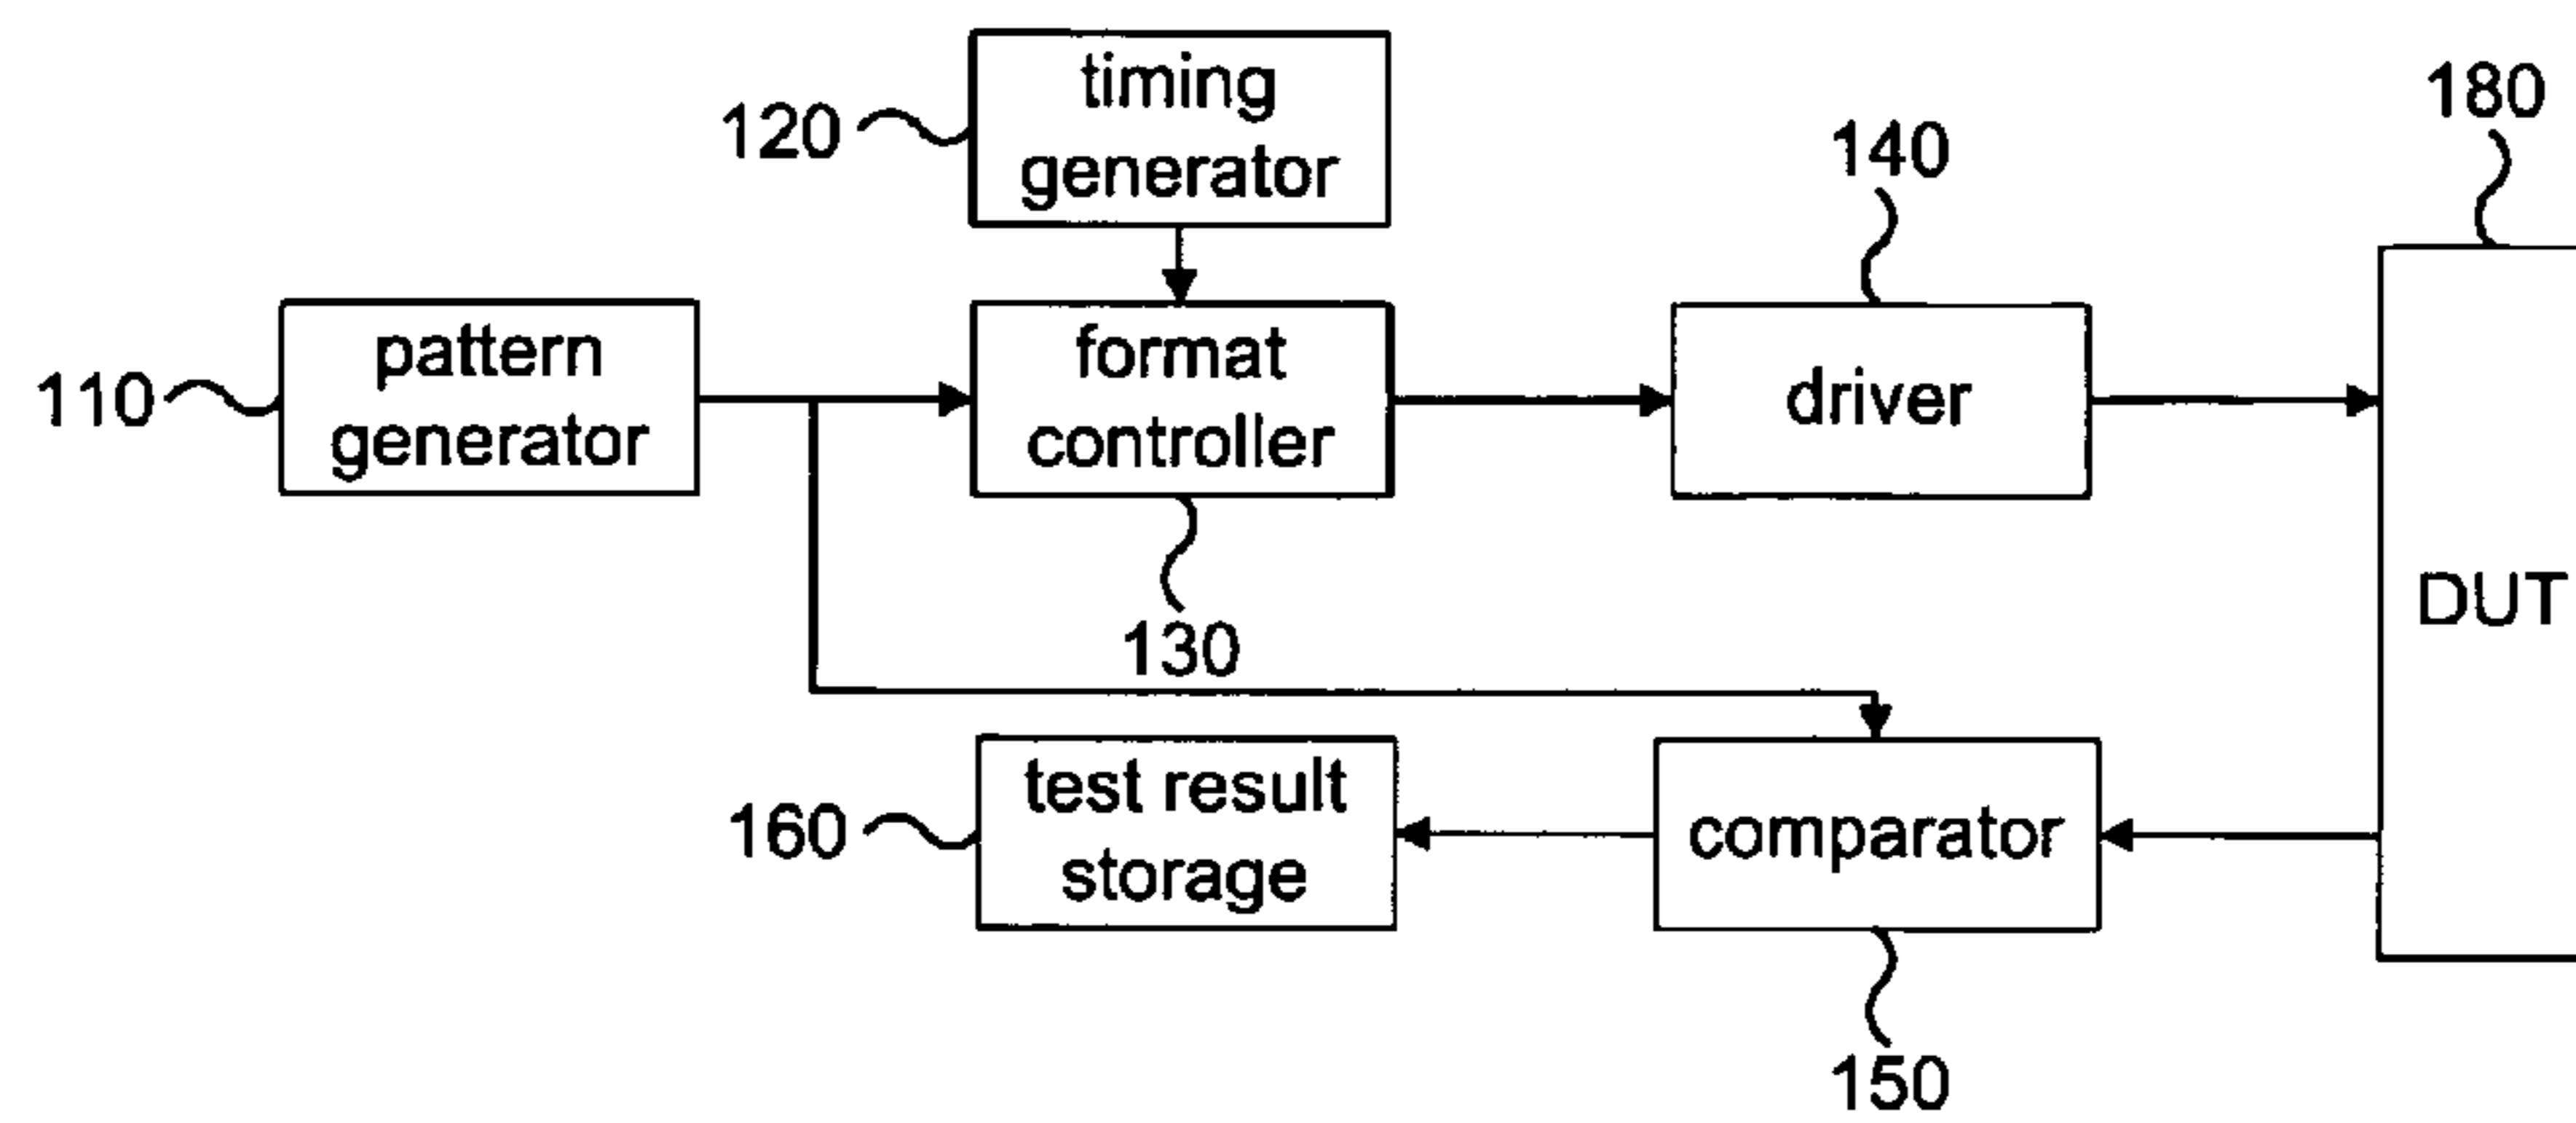 timing
generator
120
140
180
pattern
generator
110
format
controller
driver
130
DUT
test result
storage
160
comparator
150